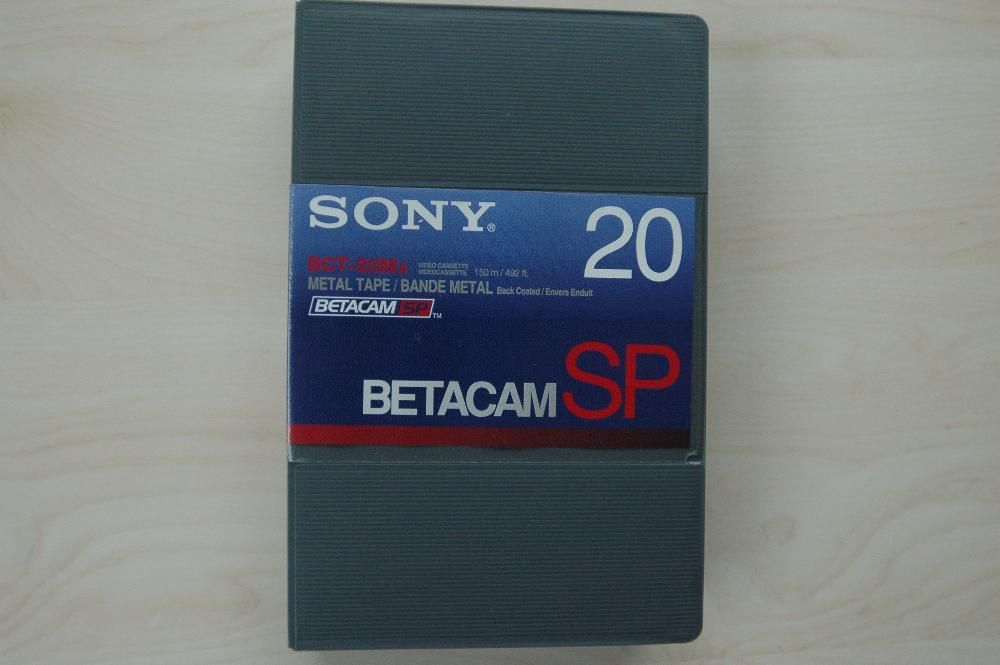 SONY®
20
BCT-20MA VIDEO CASSETTE
VIDEOCASSETTE 150 m / 492 ft.
METAL TAPE / BANDE METAL Back Coated / Envers Enduit
BETACAM SP TM
BETACAM SP